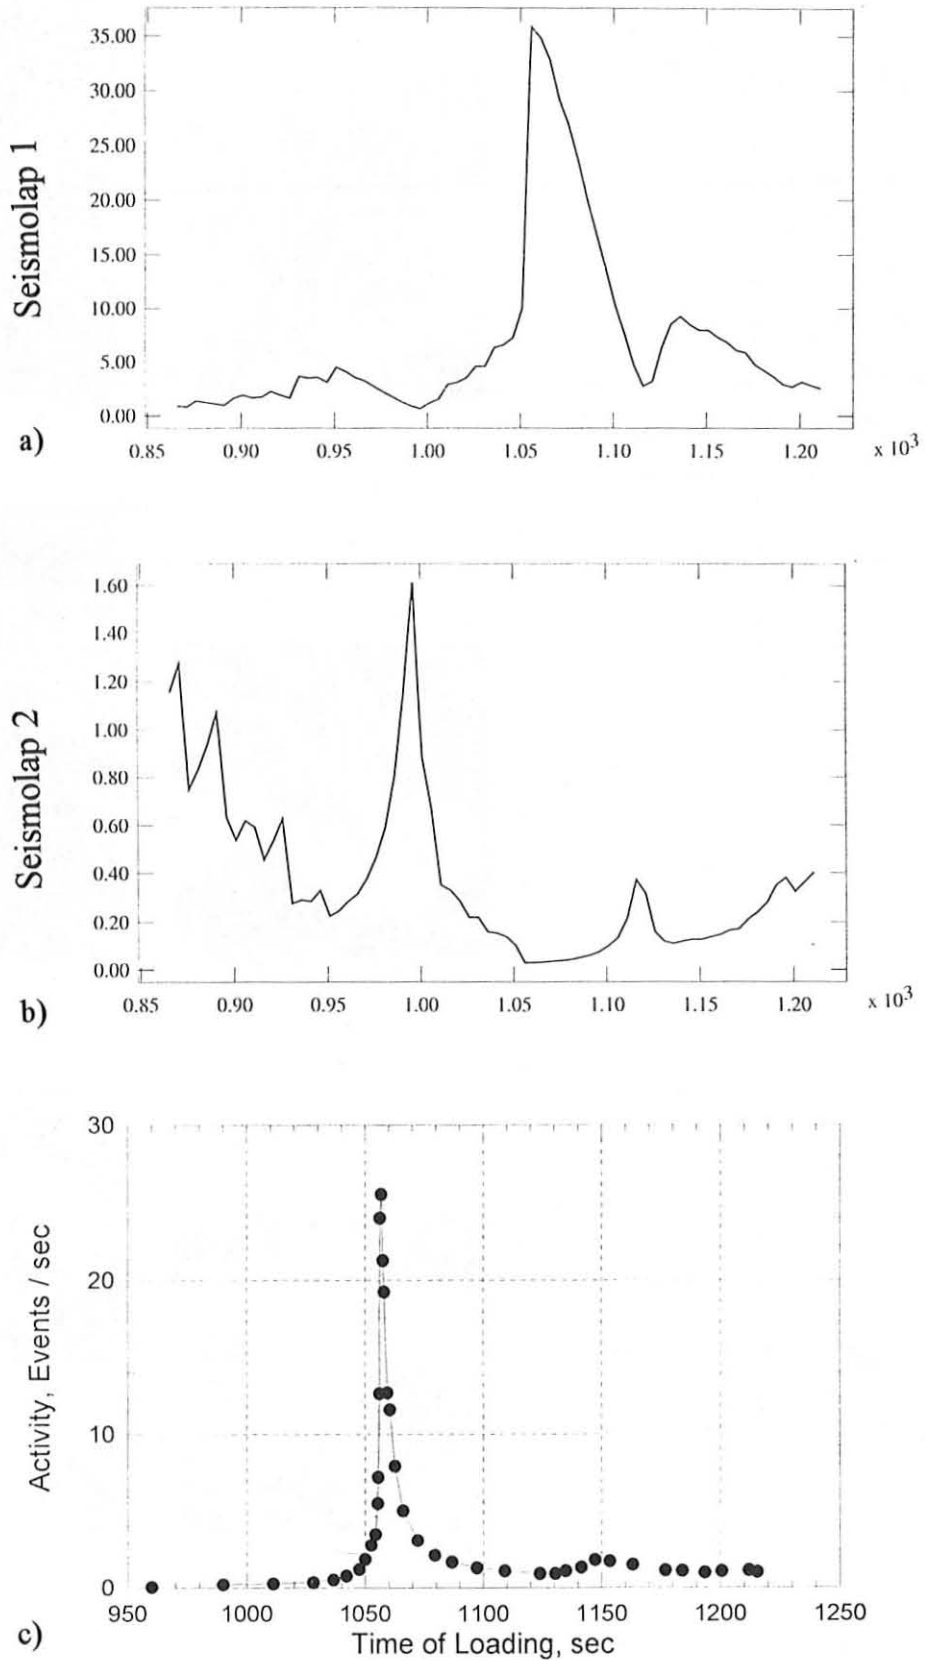 35.00
30.00
25.00
20.00
15.00
10.00
5.00
0.00
Seismolap 1
a)
0.85 0.90 0.95 1.00 1.05 1.10 1.15 1.20 x 10³
1.60
1.40
1.20
1.00
0.80
0.60
0.40
0.20
0.00
Seismolap 2
b)
0.85 0.90 0.95 1.00 1.05 1.10 1.15 1.20 x 10³
30
20
10
0
Activity, Events / sec
950 1000 1050 1100 1150 1200 1250
c)
Time of Loading, sec